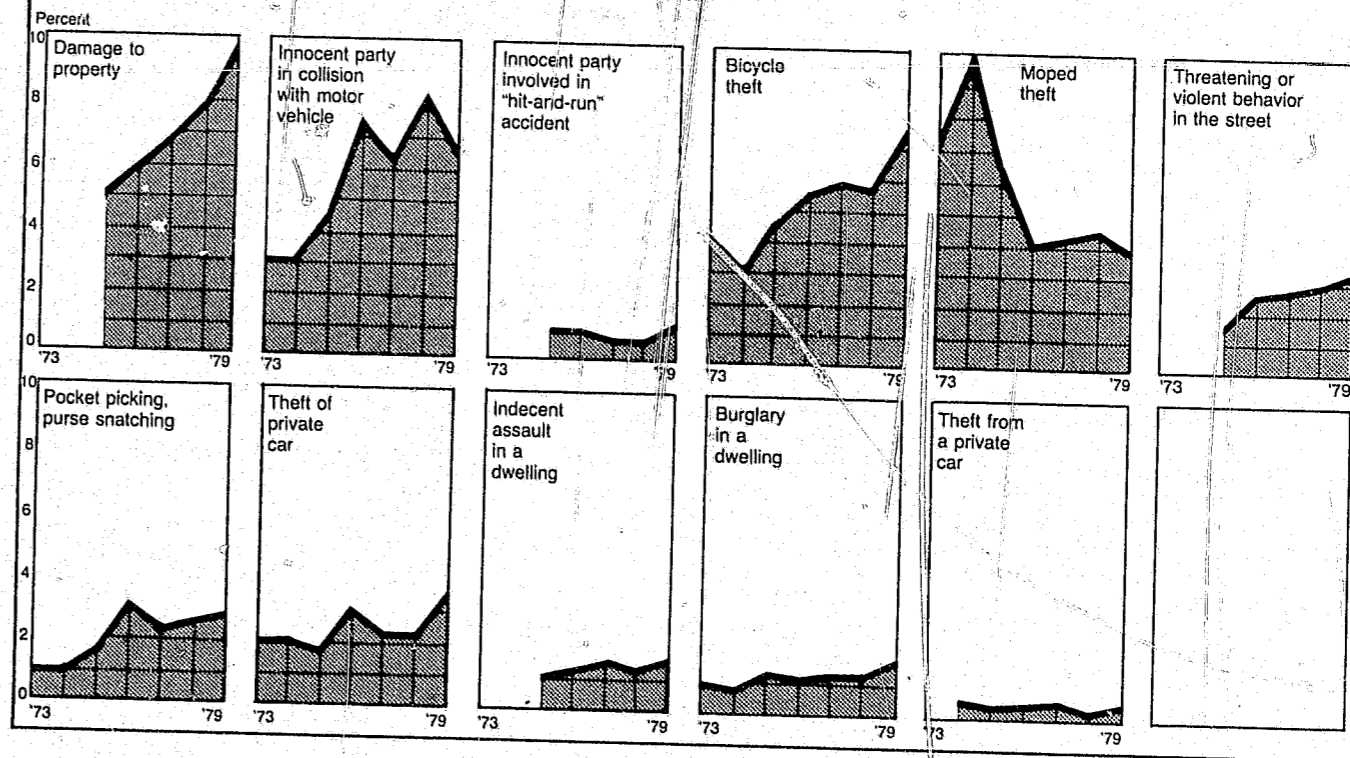 Percent
10
8
6
4
2
0
Damage to
property
'73
'79
Innocent party
in collision
with motor
vehicle
'73
'79
Innocent party
involved in
"hit-and-run"
accident
'73
'79
Bicycle
theft
'73
'79
Moped
theft
'73
'79
Threatening or
violent behavior
in the street
'73
'79
10
8
6
4
2
0
Pocket picking,
purse snatching
'73
'79
Theft of
private
car
'73
'79
Indecent
assault
in a
dwelling
'73
'79
Burglary
in a
dwelling
'73
'79
Theft from
a private
car
'73
'79